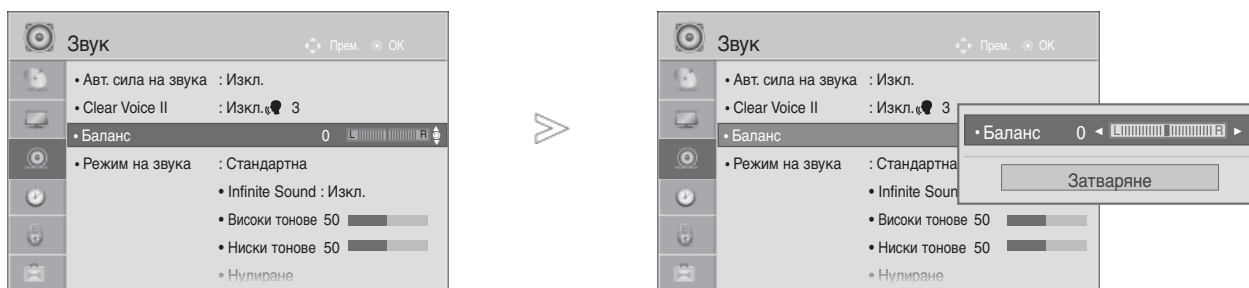 Звук Прем. OK
• Авт. сила на звука : Изкл.
• Clear Voice II : Изкл. 3
• Баланс 0 L R
• Режим на звука : Стандартна
• Infinite Sound : Изкл.
• Високи тонове 50
• Ниски тонове 50
• Нулиране
Звук Прем. OK
• Авт. сила на звука : Изкл.
• Clear Voice II : Изкл. 3
• Баланс
• Режим на звука : Стандартна
• Infinite Soun
• Високи тонове 50
• Ниски тонове 50
• Нулиране
• Баланс 0 ◄ L R ►
Затваряне